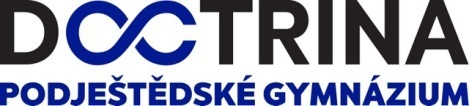 DOCTRINA
PODJEŠTĚDSKÉ GYMNÁZIUM